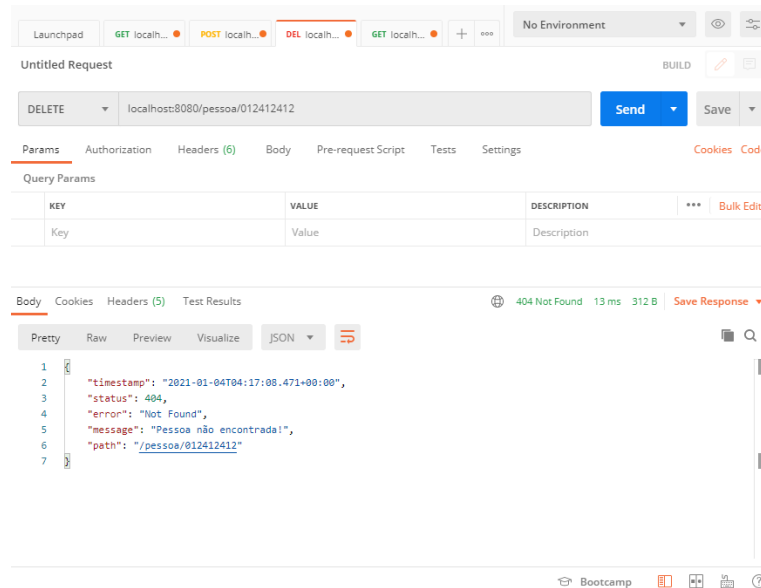 Launchpad GET localh... POST localh... DEL localh... GET localh... + No Environment
Untitled Request BUILD
DELETE localhost:8080/pessoa/012412412 Send Save
Params Authorization Headers (6) Body Pre-request Script Tests Settings Cookies Cod
Query Params
KEY VALUE DESCRIPTION ••• Bulk Edit
Key Value Description
Body Cookies Headers (5) Test Results 404 Not Found 13 ms 312 B Save Response
Pretty Raw Preview Visualize JSON
1 {
2 "timestamp": "2021-01-04T04:17:08.471+00:00",
3 "status": 404,
4 "error": "Not Found",
5 "message": "Pessoa não encontrada!",
6 "path": "/pessoa/012412412"
7 }
Bootcamp